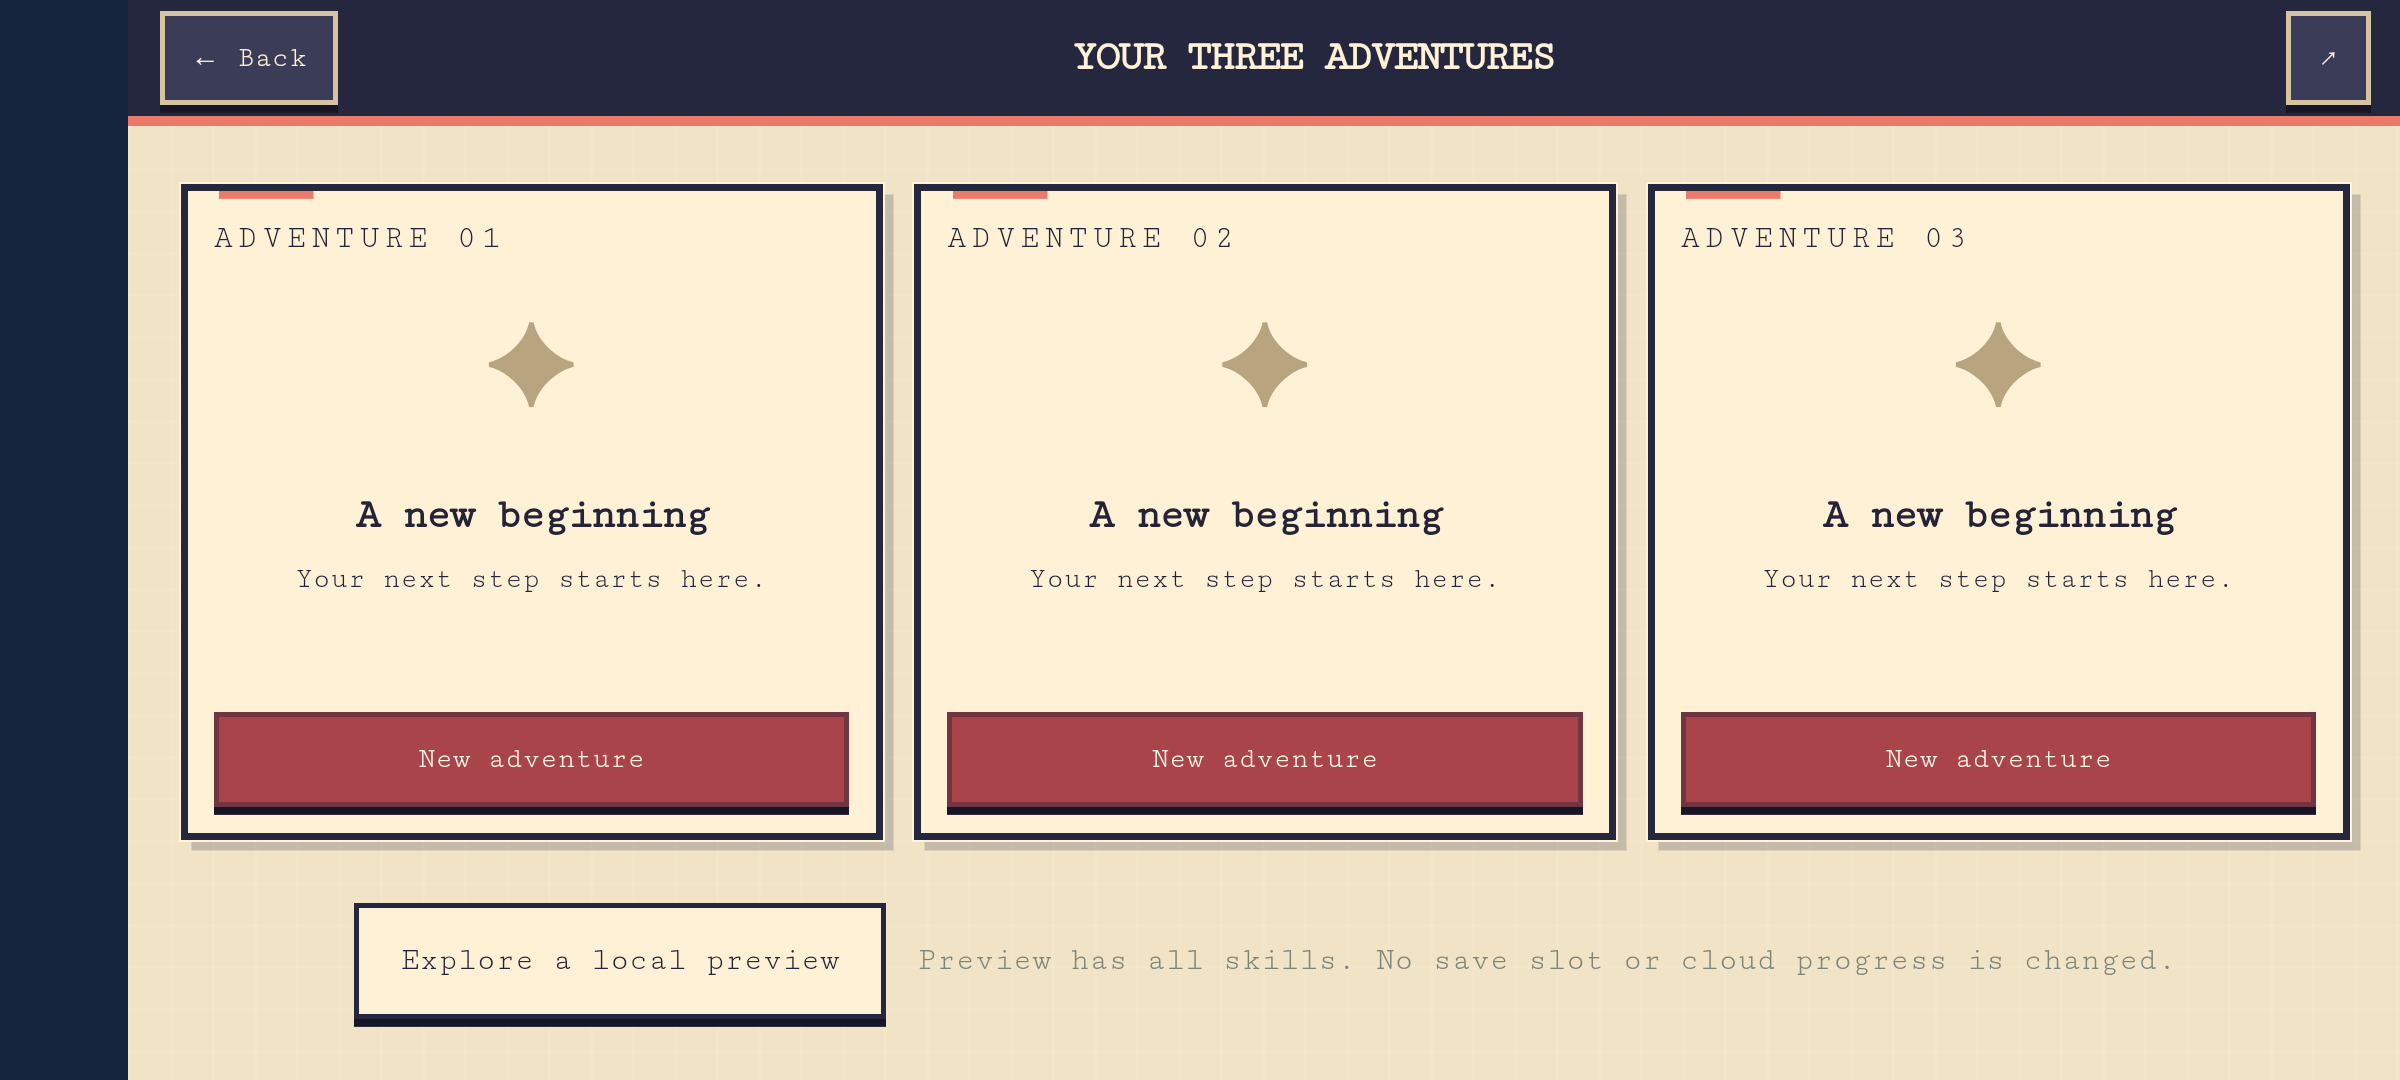 ← Back
YOUR THREE ADVENTURES
↗
ADVENTURE 01
A new beginning
Your next step starts here.
New adventure
ADVENTURE 02
A new beginning
Your next step starts here.
New adventure
ADVENTURE 03
A new beginning
Your next step starts here.
New adventure
Explore a local preview
Preview has all skills. No save slot or cloud progress is changed.